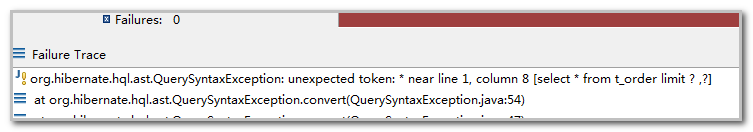 Failures: 0
Failure Trace
org.hibernate.hql.ast.QuerySyntaxException: unexpected token: * near line 1, column 8 [select * from t_order limit ? ,?]
at org.hibernate.hql.ast.QuerySyntaxException.convert(QuerySyntaxException.java:54)